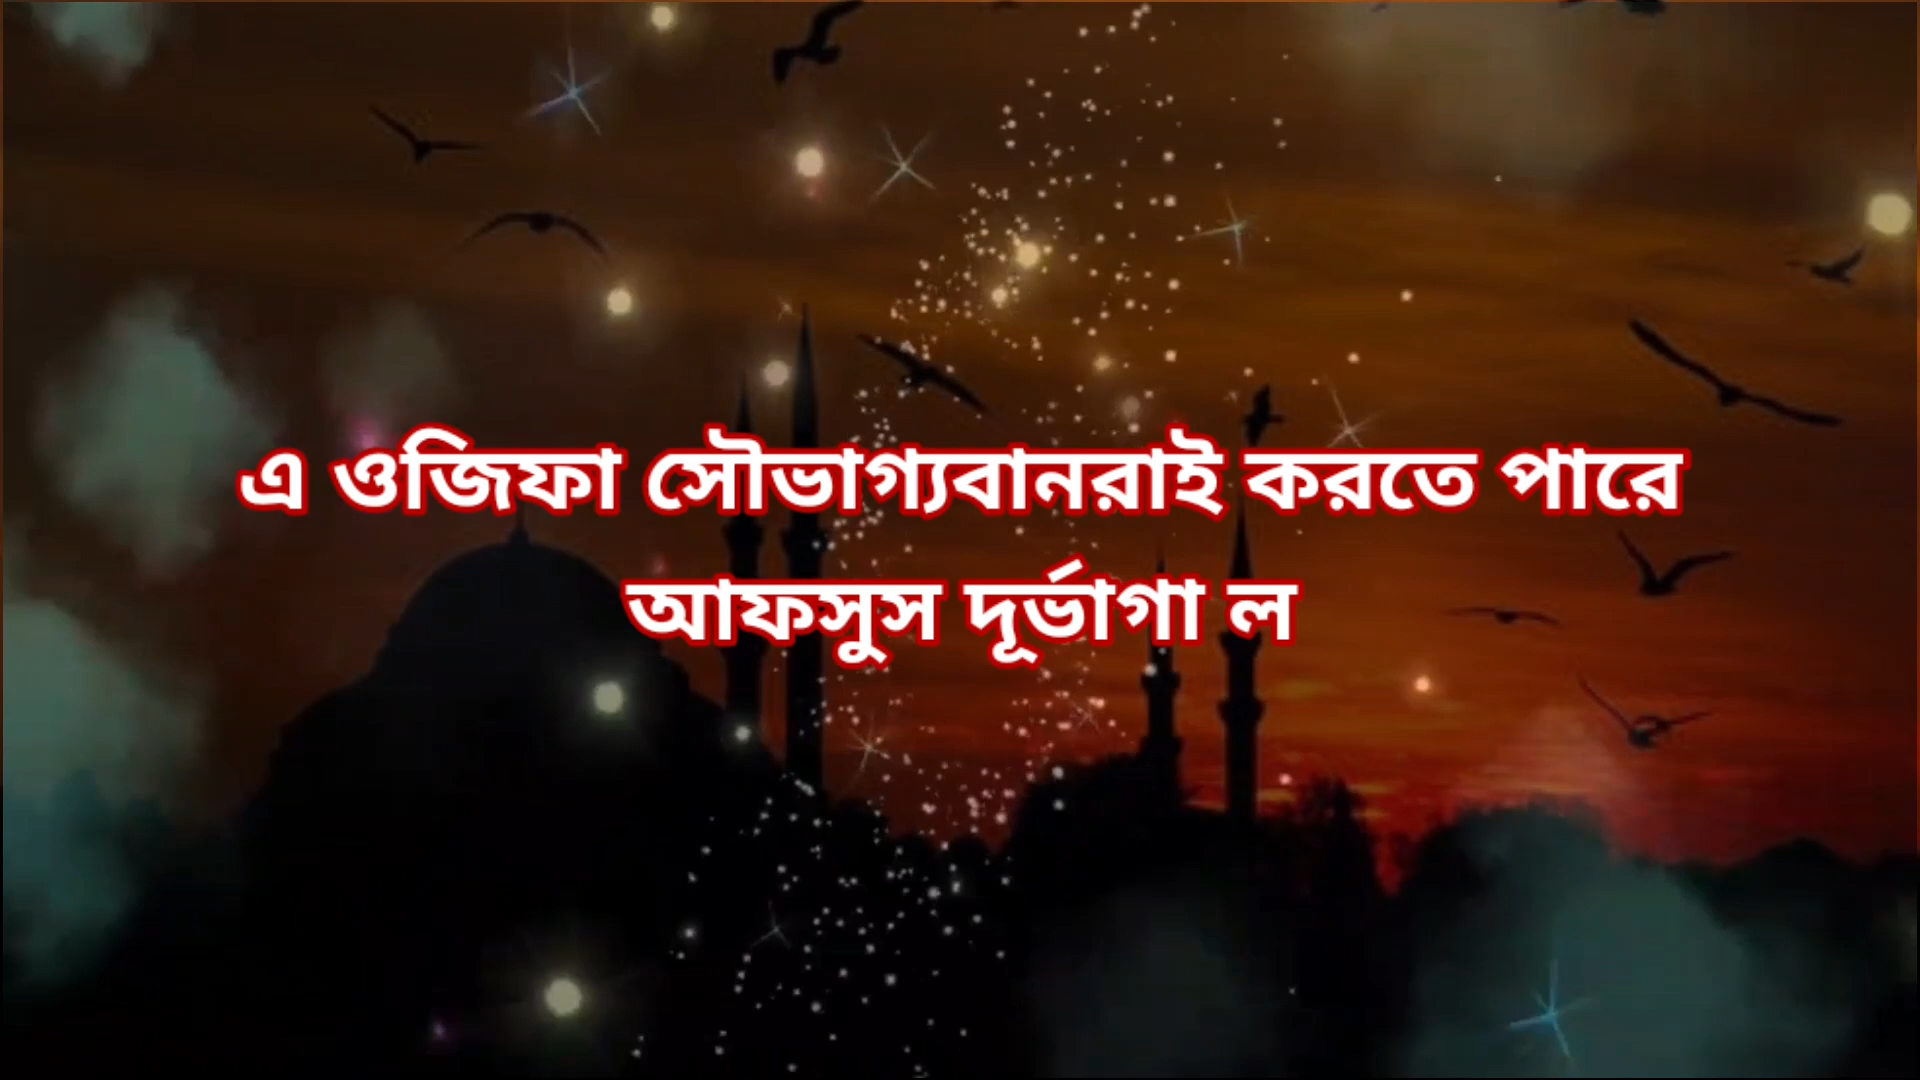 এ ওজিফা সৌভাগ্যবানরাই করতে পারে
আফসুস দূর্ভাগা ল